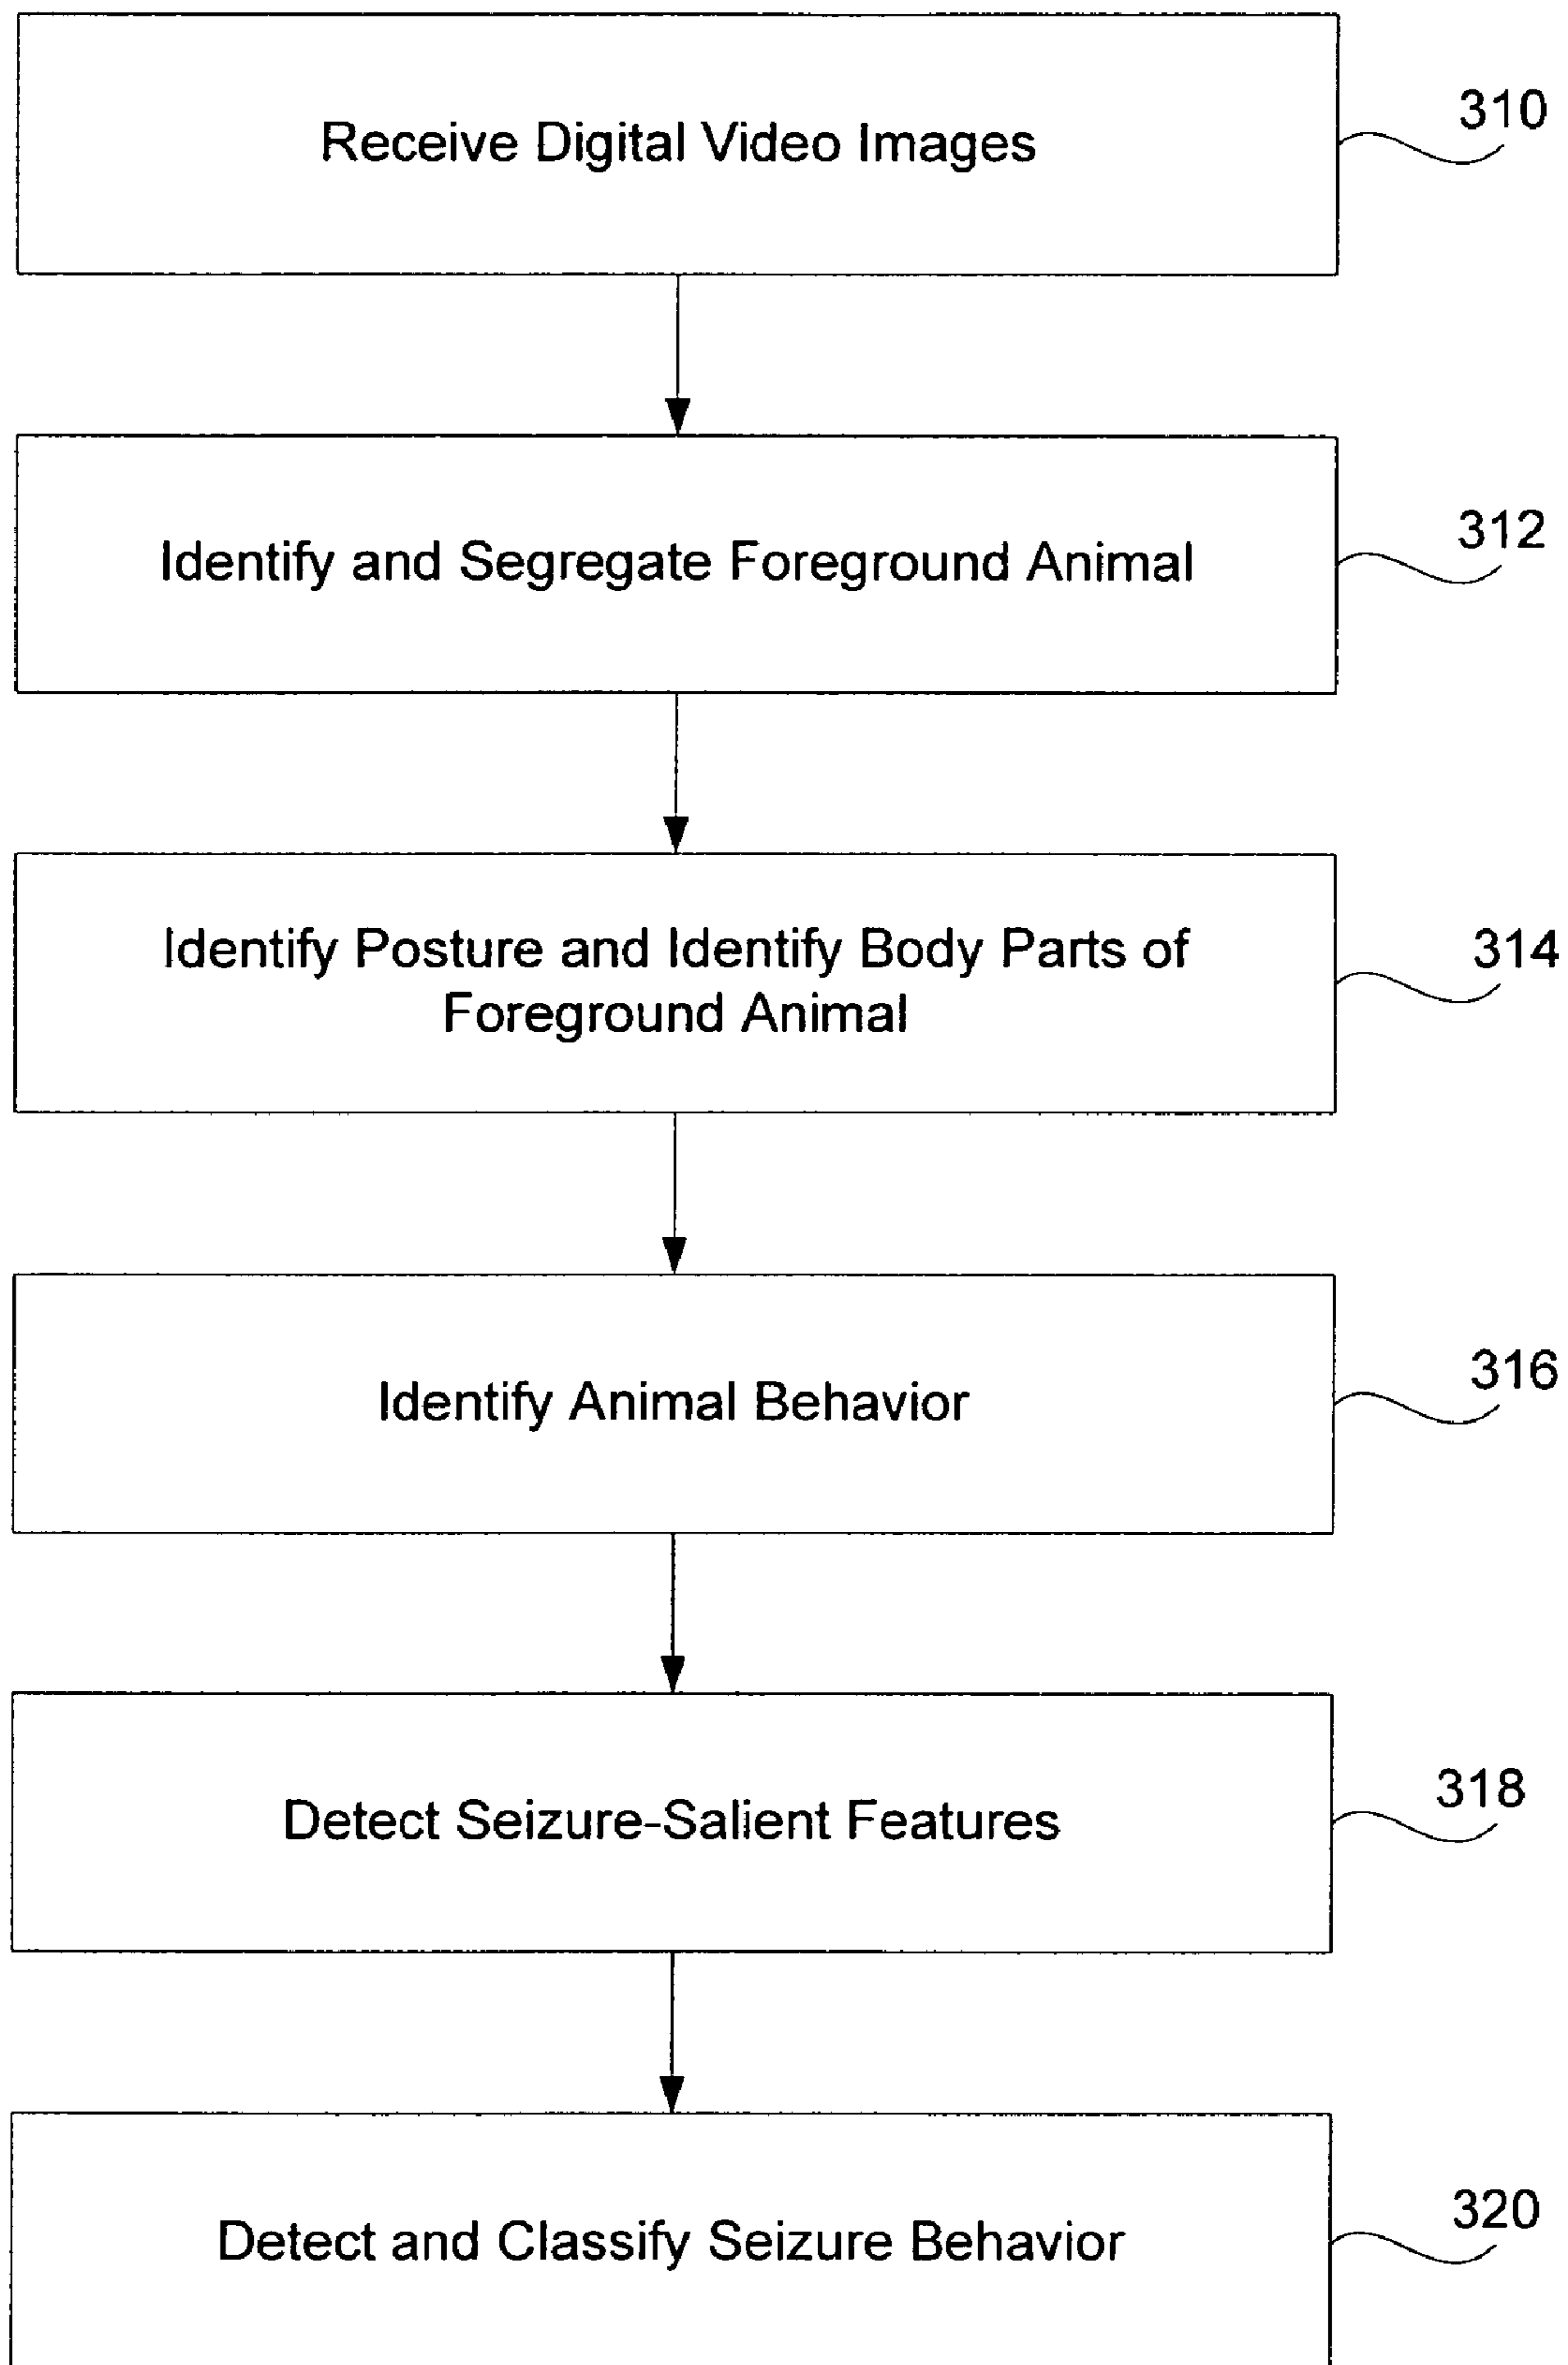 Receive Digital Video Images
310
Identify and Segregate Foreground Animal
312
Identify Posture and Identify Body Parts of
Foreground Animal
314
Identify Animal Behavior
316
Detect Seizure-Salient Features
318
Detect and Classify Seizure Behavior
320